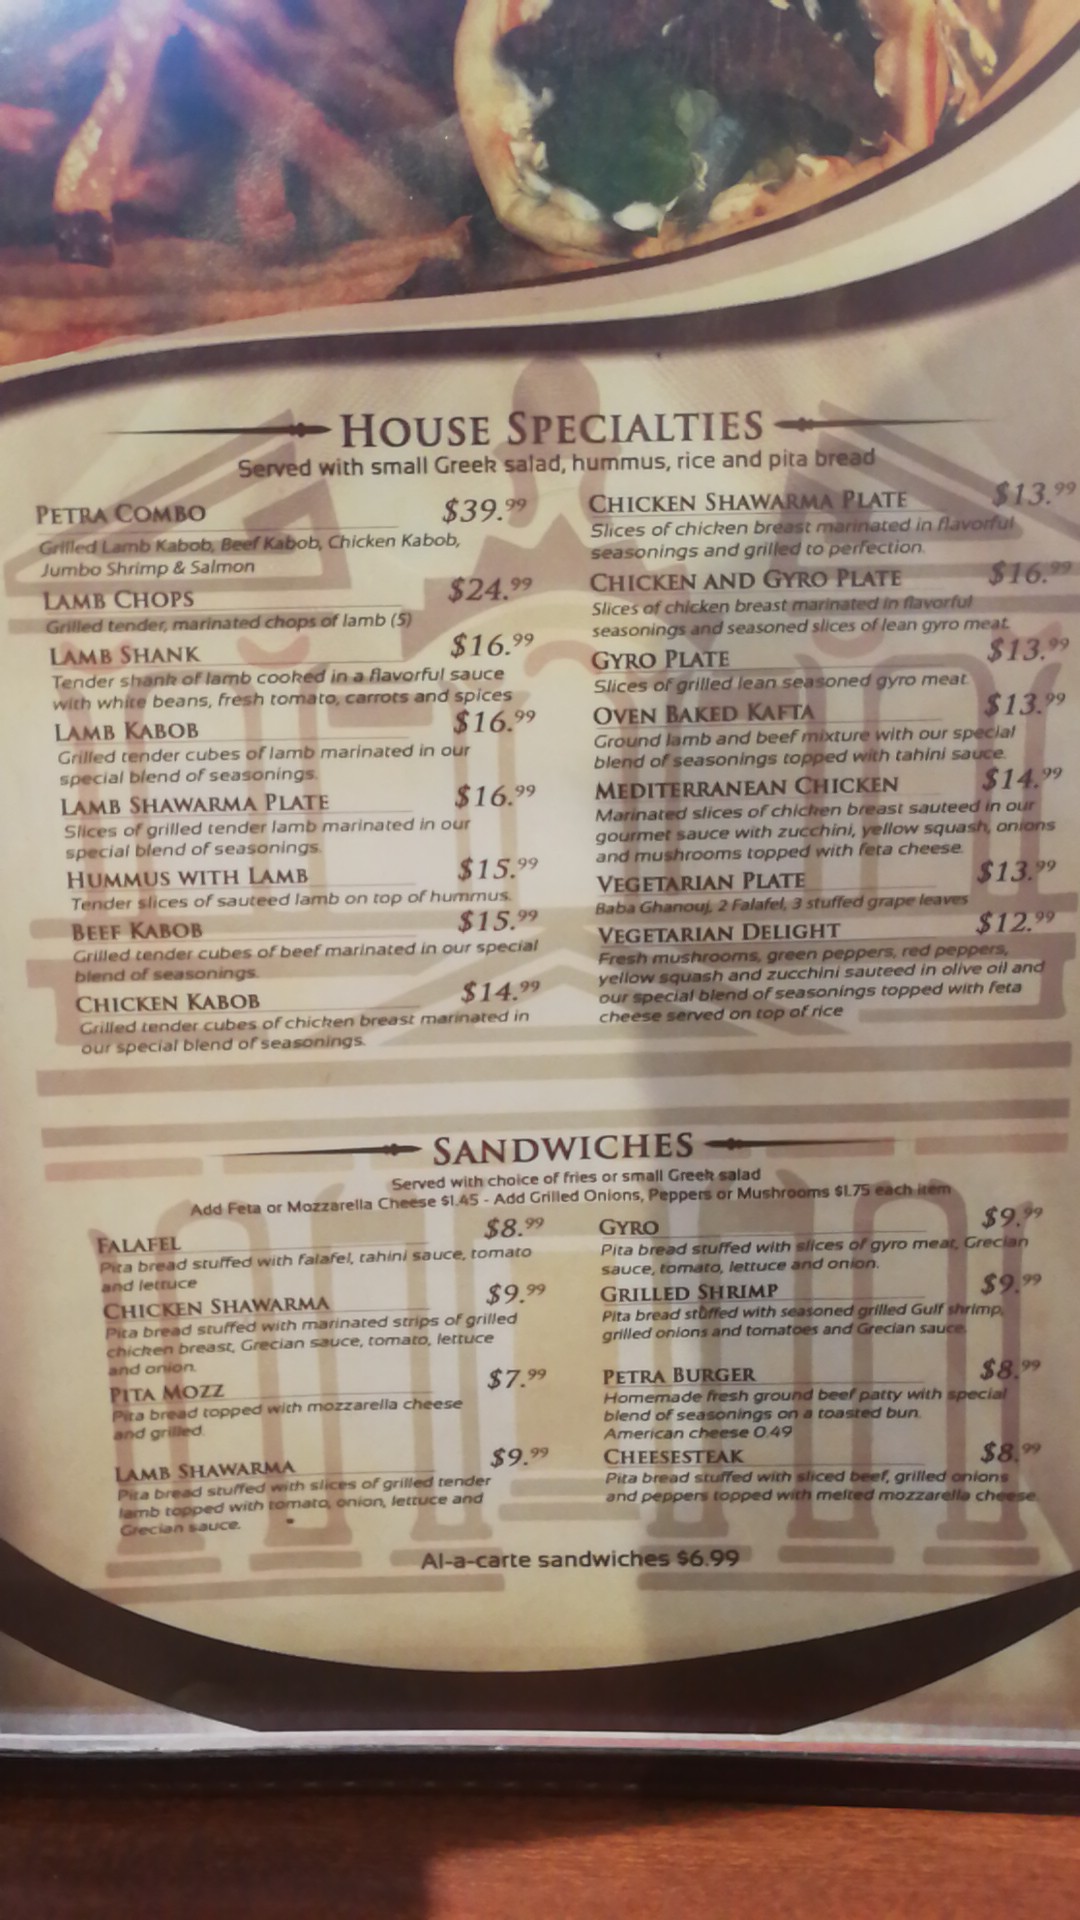 HOUSE SPECIALTIES
Served with small Greek salad, hummus, rice and pita bread
PETRA COMBO $39.99
Grilled Lamb Kabob, Beef Kabob, Chicken Kabob,
Jumbo Shrimp & Salmon
LAMB CHOPS $24.99
Grilled tender, marinated chops of lamb (5)
LAMB SHANK $16.99
Tender shank of lamb cooked in a flavorful sauce
with white beans, fresh tomato, carrots and spices
LAMB KABOB $16.99
Grilled tender cubes of lamb marinated in our
special blend of seasonings.
LAMB SHAWARMA PLATE $16.99
Slices of grilled tender lamb marinated in our
special blend of seasonings.
HUMMUS WITH LAMB $15.99
Tender slices of sauteed lamb on top of hummus.
BEEF KABOB $15.99
Grilled tender cubes of beef marinated in our special
blend of seasonings.
CHICKEN KABOB $14.99
Grilled tender cubes of chicken breast marinated in
our special blend of seasonings.
CHICKEN SHAWARMA PLATE $13.99
Slices of chicken breast marinated in flavorful
seasonings and grilled to perfection.
CHICKEN AND GYRO PLATE $16.99
Slices of chicken breast marinated in flavorful
seasonings and seasoned slices of lean gyro meat.
GYRO PLATE $13.99
Slices of grilled lean seasoned gyro meat.
OVEN BAKED KAFTA $13.99
Ground lamb and beef mixture with our special
blend of seasonings topped with tahini sauce.
MEDITERRANEAN CHICKEN $14.99
Marinated slices of chicken breast sauteed in our
gourmet sauce with zucchini, yellow squash, onions
and mushrooms topped with feta cheese.
VEGETARIAN PLATE $13.99
Baba Ghanouj, 2 Falafel, 3 stuffed grape leaves
VEGETARIAN DELIGHT $12.99
Fresh mushrooms, green peppers, red peppers,
yellow squash and zucchini sauteed in olive oil and
our special blend of seasonings topped with feta
cheese served on top of rice
SANDWICHES
Served with choice of fries or small Greek salad
Add Feta or Mozzarella Cheese $1.45 - Add Grilled Onions, Peppers or Mushrooms $1.75 each item
FALAFEL $8.99
Pita bread stuffed with falafel, tahini sauce, tomato
and lettuce
CHICKEN SHAWARMA $9.99
Pita bread stuffed with marinated strips of grilled
chicken breast, Grecian sauce, tomato, lettuce
and onion.
PITA MOZZ $7.99
Pita bread topped with mozzarella cheese
and grilled.
LAMB SHAWARMA $9.99
Pita bread stuffed with slices of grilled tender
lamb topped with tomato, onion, lettuce and
Grecian sauce.
GYRO $9.99
Pita bread stuffed with slices of gyro meat, Grecian
sauce, tomato, lettuce and onion.
GRILLED SHRIMP $9.99
Pita bread stuffed with seasoned grilled Gulf shrimp,
grilled onions and tomatoes and Grecian sauce.
PETRA BURGER $8.99
Homemade fresh ground beef patty with special
blend of seasonings on a toasted bun.
American cheese 0.49
CHEESESTEAK $8.99
Pita bread stuffed with sliced beef, grilled onions
and peppers topped with melted mozzarella cheese.
Al-a-carte sandwiches $6.99